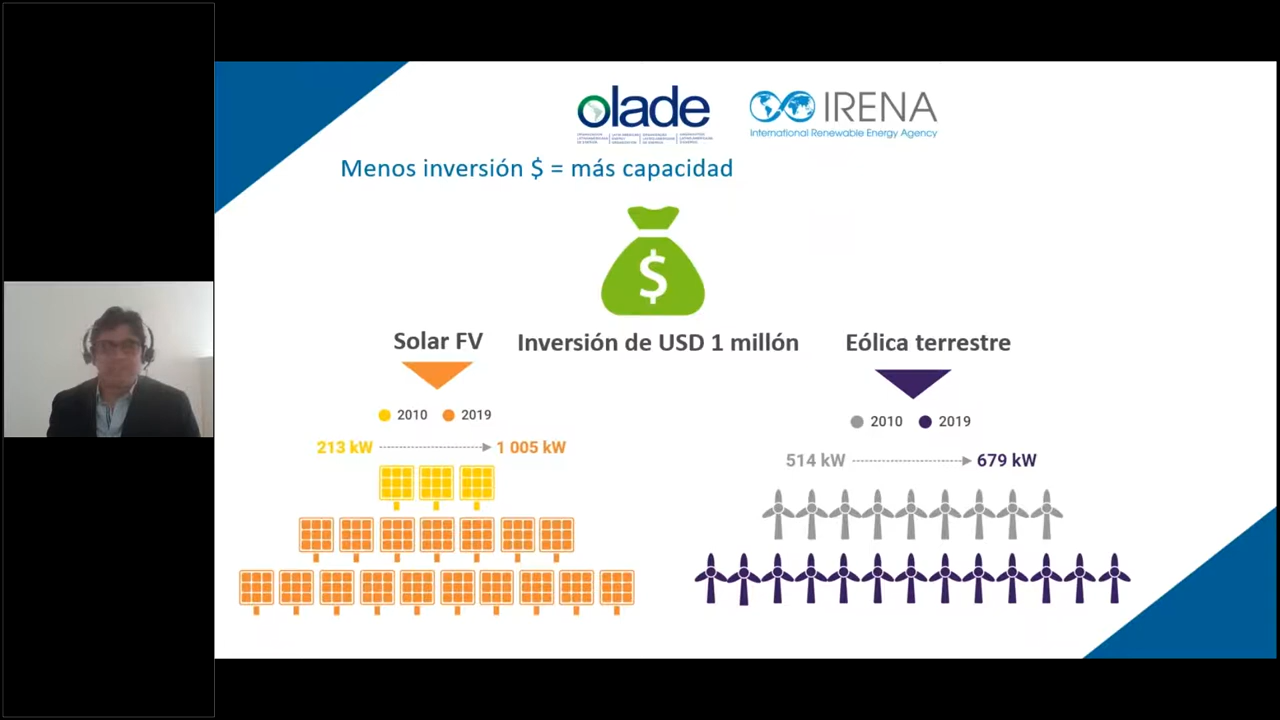 olade
IRENA
International Renewable Energy Agency
Menos inversión $ = más capacidad
$
Solar FV
Inversión de USD 1 millón
Eólica terrestre
2010
2019
2010
2019
213 kW
1 005 kW
514 kW
679 kW